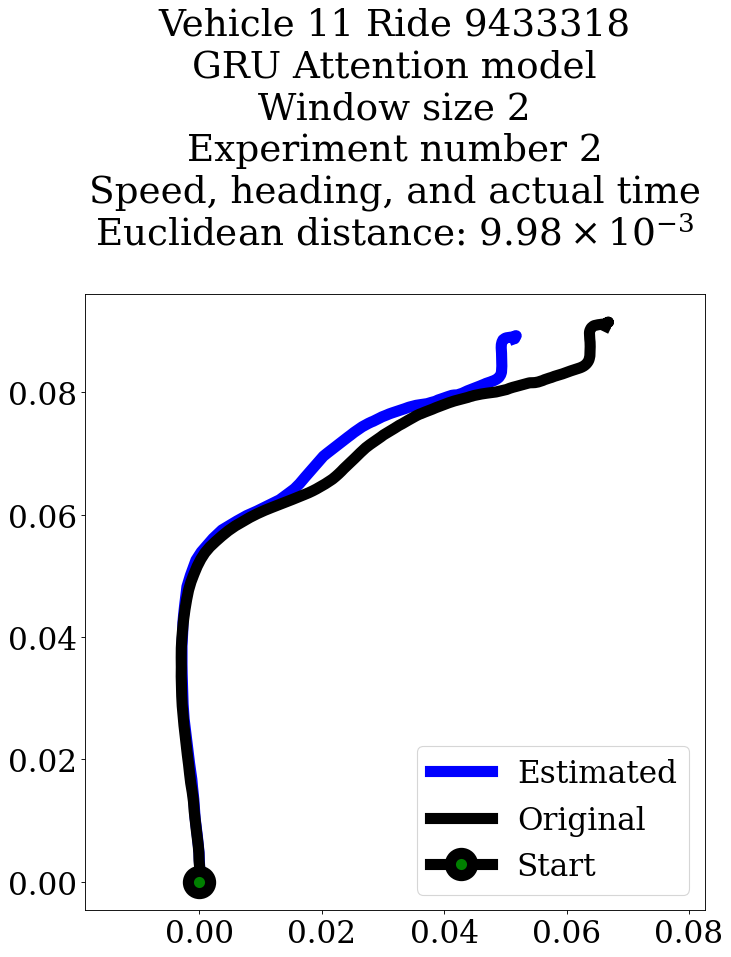 Vehicle 11 Ride 9433318
GRU Attention model
Window size 2
Experiment number 2
Speed, heading, and actual time
Euclidean distance: 9.98 × 10⁻³
0.08
0.06
0.04
0.02
0.00
Estimated
Original
Start
0.00 0.02 0.04 0.06 0.08